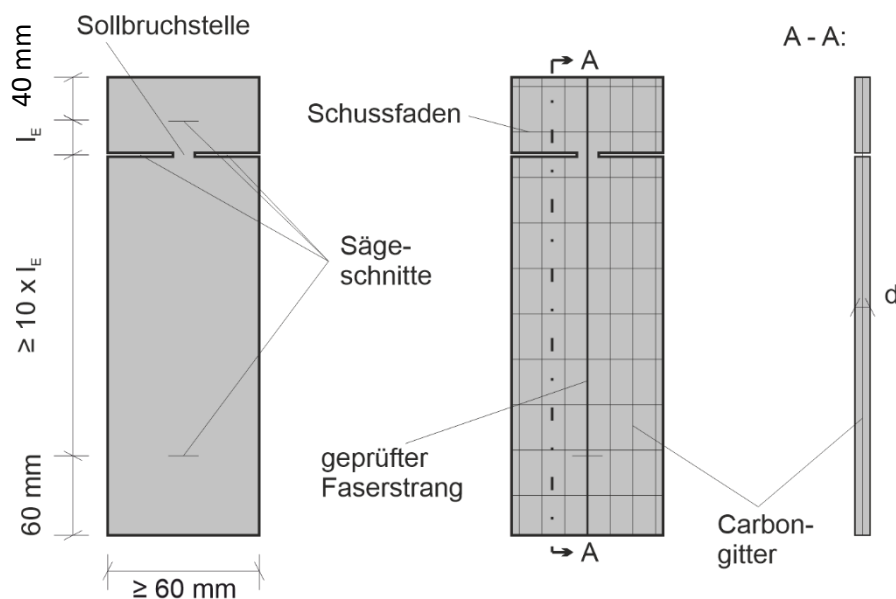 Sollbruchstelle
40 mm
l_E
≥ 10 x l_E
60 mm
≥ 60 mm
Säge-
schnitte
A
Schussfaden
geprüfter
Faserstrang
A
Carbon-
gitter
A - A:
d